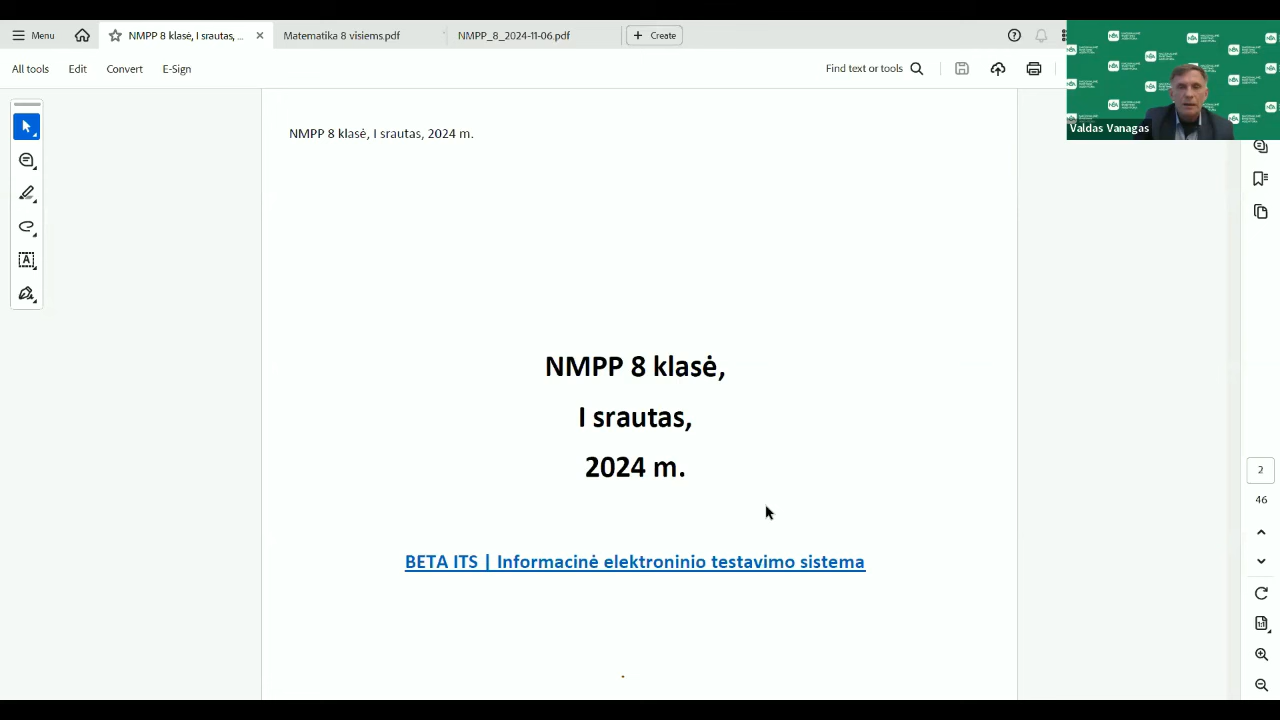 Menu
NMPP 8 klasė, I srautas, ...
Matematika 8 visiems.pdf
NMPP_8_2024-11-06.pdf
Create
All tools
Edit
Convert
E-Sign
Find text or tools
Valdas Vanagas
NMPP 8 klasė, I srautas, 2024 m.
NMPP 8 klasė,
I srautas,
2024 m.
BETA ITS | Informacinė elektroninio testavimo sistema
2
46